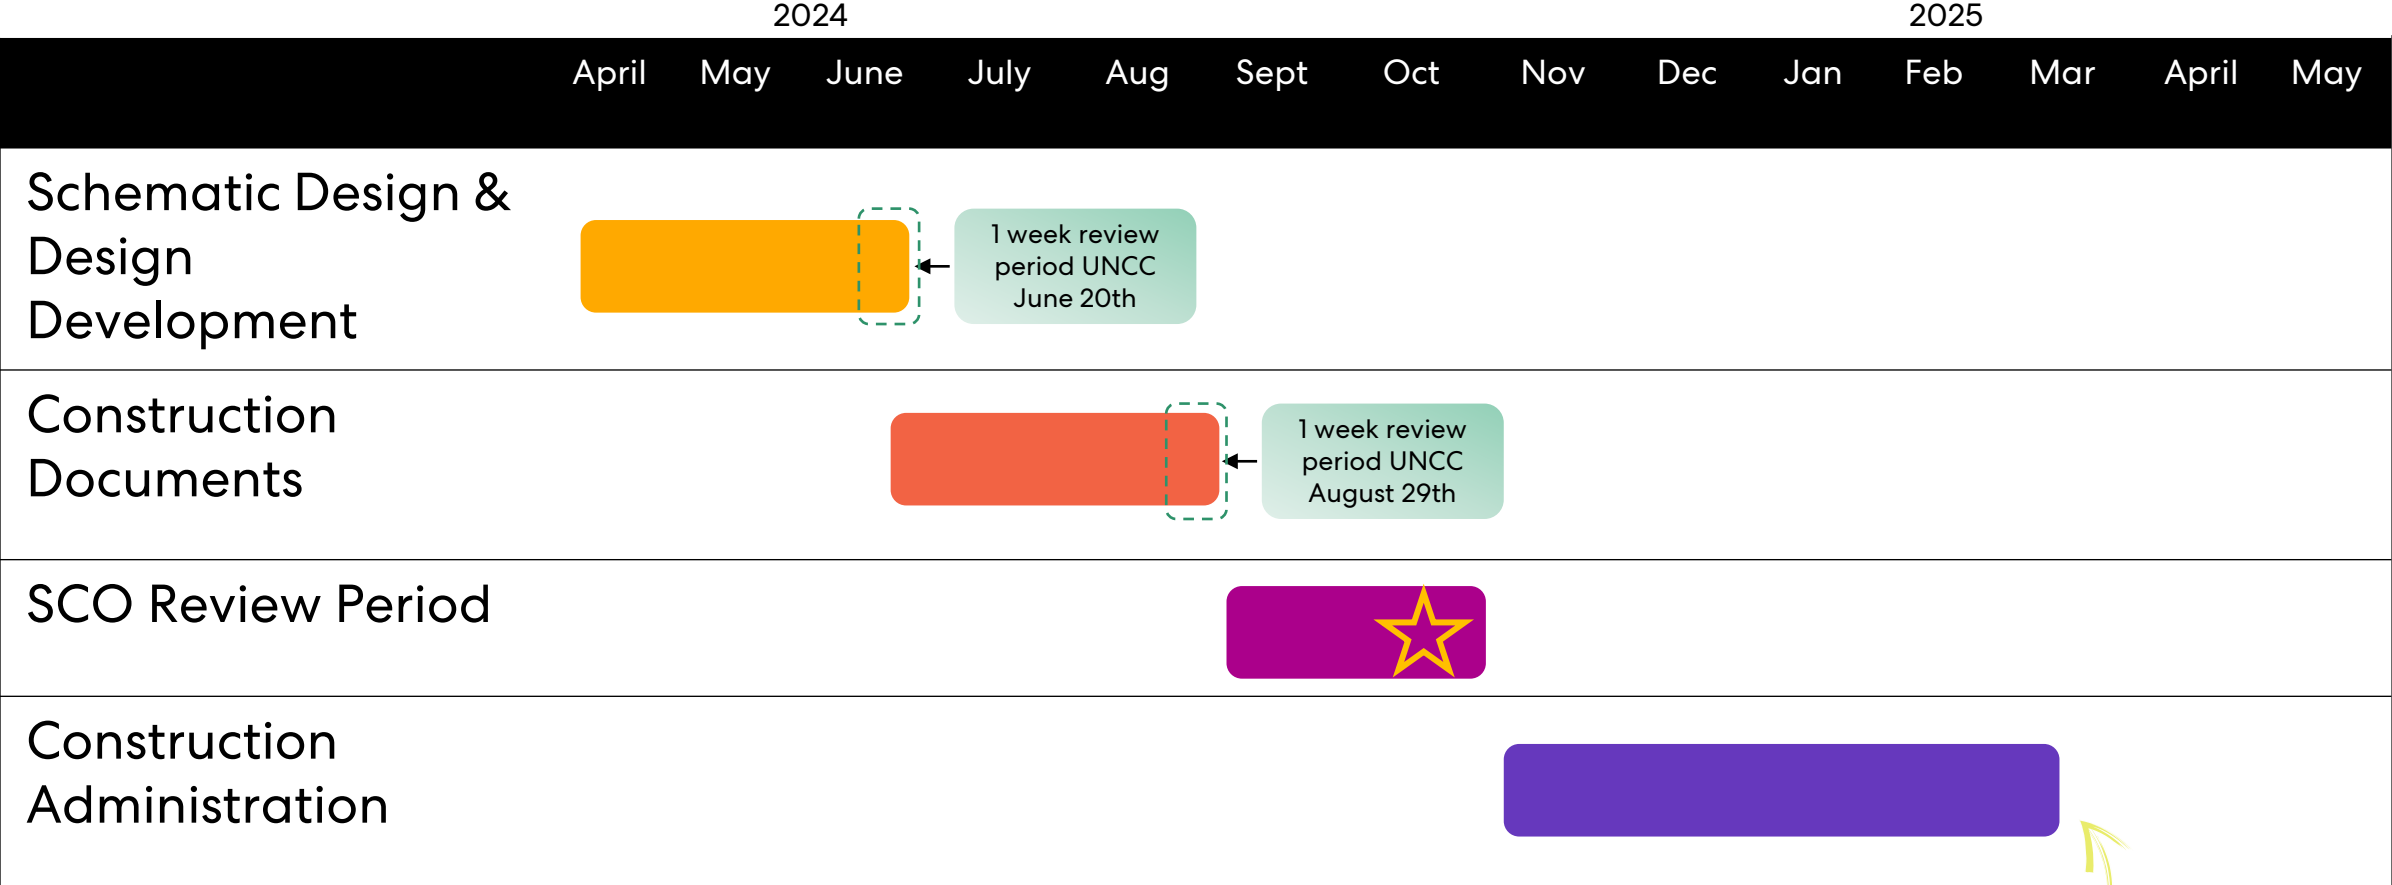 2024 2025
April May June July Aug Sept Oct Nov Dec Jan Feb Mar April May
Schematic Design &
Design
Development
1 week review
period UNCC
June 20th
Construction
Documents
1 week review
period UNCC
August 29th
SCO Review Period
Construction
Administration